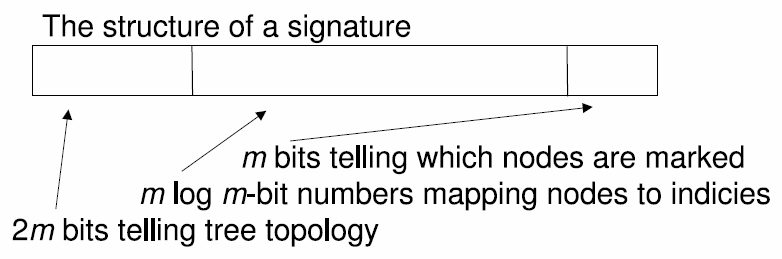 The structure of a signature
m bits telling which nodes are marked
m log m-bit numbers mapping nodes to indicies
2m bits telling tree topology